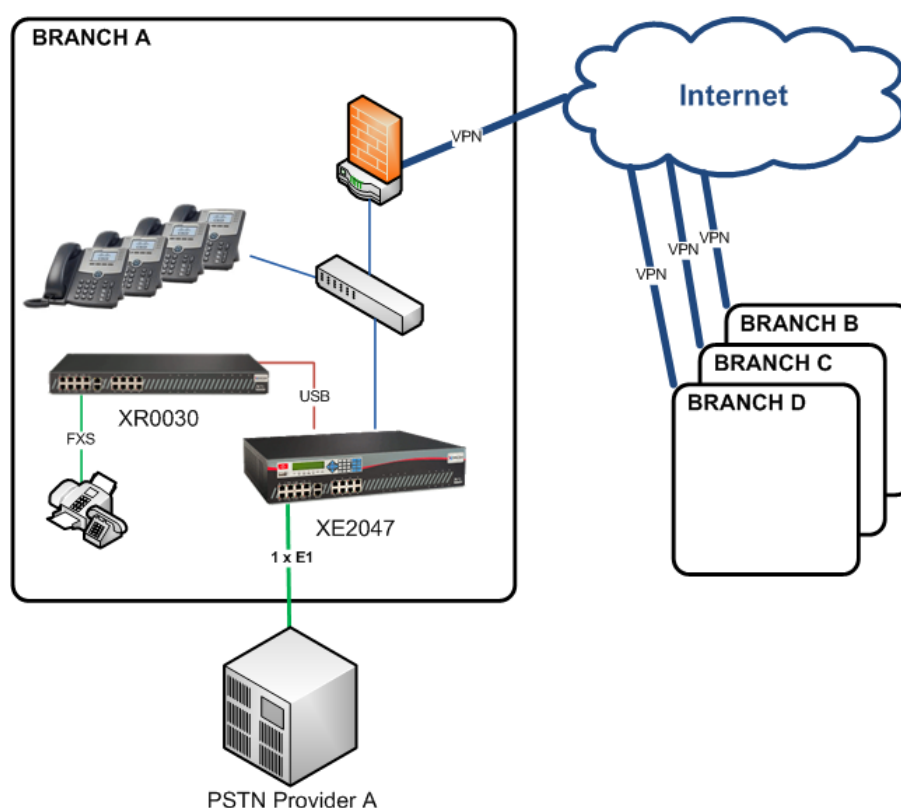 BRANCH A
Internet
VPN
VPN
VPN
VPN
BRANCH B
BRANCH C
BRANCH D
XR0030
USB
FXS
XE2047
1 x E1
PSTN Provider A